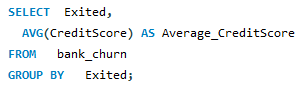 SELECT Exited,
AVG(CreditScore) AS Average_CreditScore
FROM bank_churn
GROUP BY Exited;